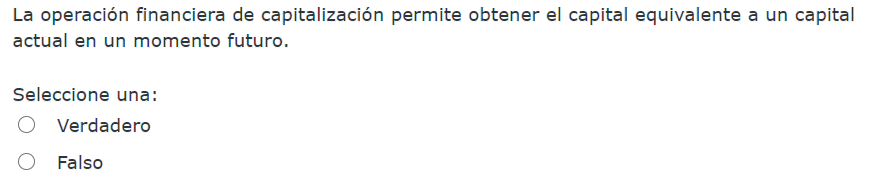 La operación financiera de capitalización permite obtener el capital equivalente a un capital
actual en un momento futuro.
Seleccione una:
Verdadero
Falso